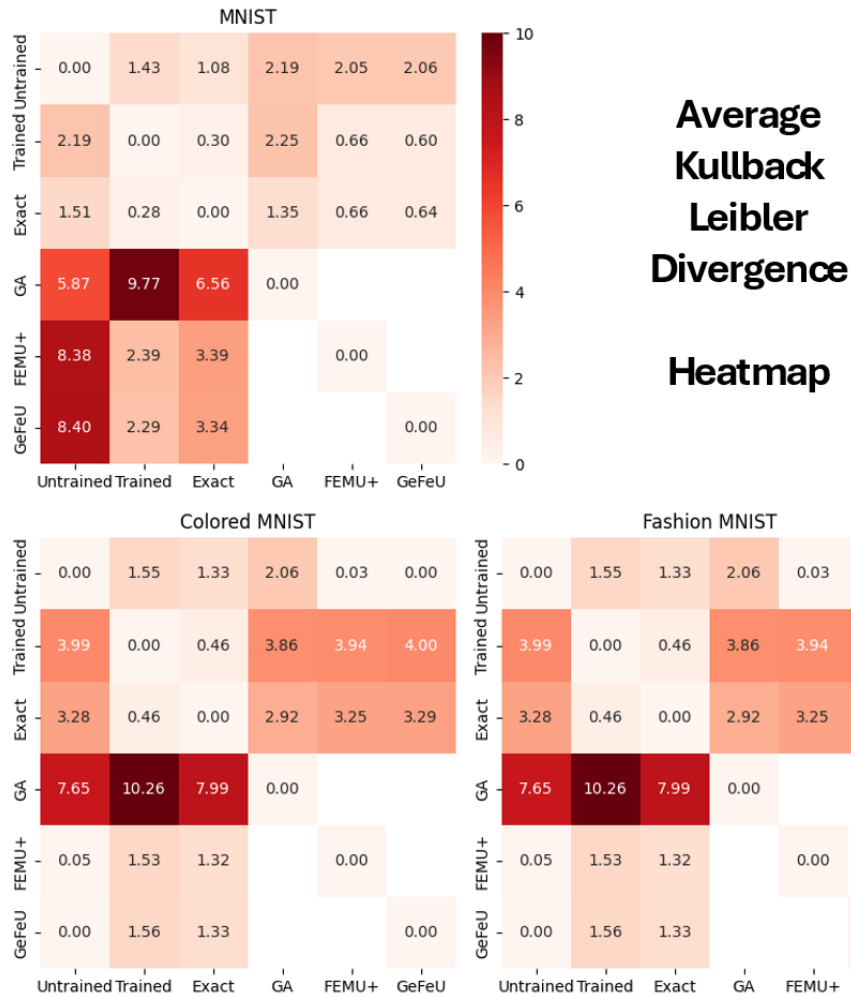 MNIST
Untrained 0.00 1.43 1.08 2.19 2.05 2.06
Trained 2.19 0.00 0.30 2.25 0.66 0.60
Exact 1.51 0.28 0.00 1.35 0.66 0.64
GA 5.87 9.77 6.56 0.00
FEMU+ 8.38 2.39 3.39 0.00
GeFeU 8.40 2.29 3.34 0.00
Untrained Trained Exact GA FEMU+ GeFeU
10
8
6
4
2
0
Average
Kullback
Leibler
Divergence
Heatmap
Colored MNIST
Untrained 0.00 1.55 1.33 2.06 0.03 0.00
Trained 3.99 0.00 0.46 3.86 3.94 4.00
Exact 3.28 0.46 0.00 2.92 3.25 3.29
GA 7.65 10.26 7.99 0.00
FEMU+ 0.05 1.53 1.32 0.00
GeFeU 0.00 1.56 1.33 0.00
Untrained Trained Exact GA FEMU+ GeFeU
Fashion MNIST
Untrained 0.00 1.55 1.33 2.06 0.03
Trained 3.99 0.00 0.46 3.86 3.94
Exact 3.28 0.46 0.00 2.92 3.25
GA 7.65 10.26 7.99 0.00
FEMU+ 0.05 1.53 1.32 0.00
GeFeU 0.00 1.56 1.33
Untrained Trained Exact GA FEMU+